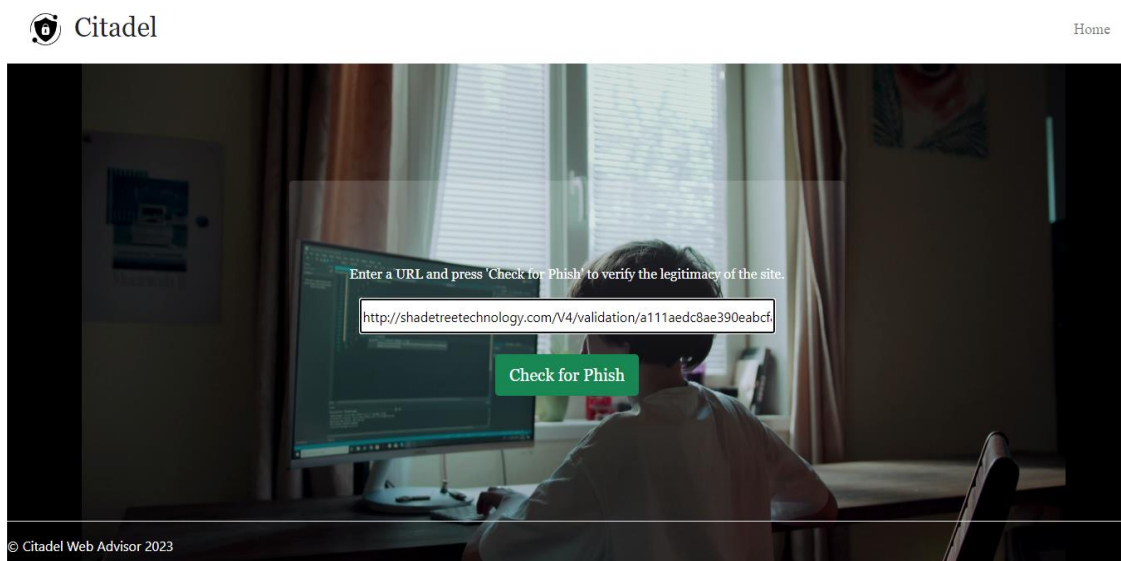 Citadel
Home
Enter a URL and press 'Check for Phish' to verify the legitimacy of the site.
http://shadetreetechnology.com/V4/validation/a111aedc8ae390eabcf
Check for Phish
© Citadel Web Advisor 2023